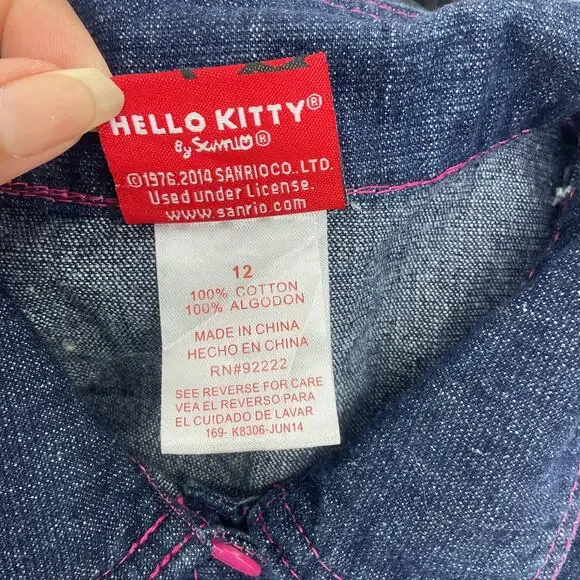 HELLO KITTY®
By Sanrio®
©1976.2014 SANRIO CO., LTD.
Used under License.
www.sanrio.com
12
100% COTTON
100% ALGODON
MADE IN CHINA
HECHO EN CHINA
RN#92222
SEE REVERSE FOR CARE
VEA EL REVERSO PARA
EL CUIDADO DE LAVAR
169- K8306-JUN14